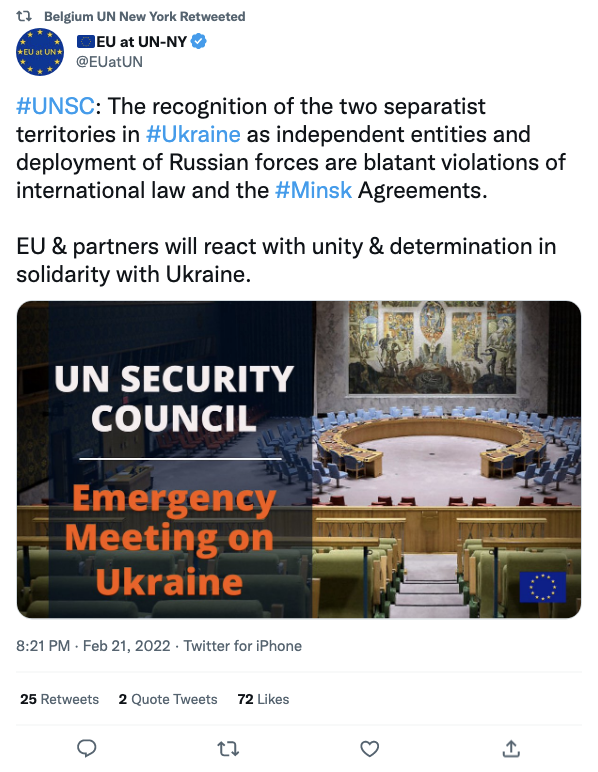 Belgium UN New York Retweeted
EU at UN
EU at UN-NY
@EUatUN
#UNSC: The recognition of the two separatist
territories in #Ukraine as independent entities and
deployment of Russian forces are blatant violations of
international law and the #Minsk Agreements.
EU & partners will react with unity & determination in
solidarity with Ukraine.
UN SECURITY
COUNCIL
Emergency
Meeting on
Ukraine
8:21 PM · Feb 21, 2022 · Twitter for iPhone
25 Retweets 2 Quote Tweets 72 Likes